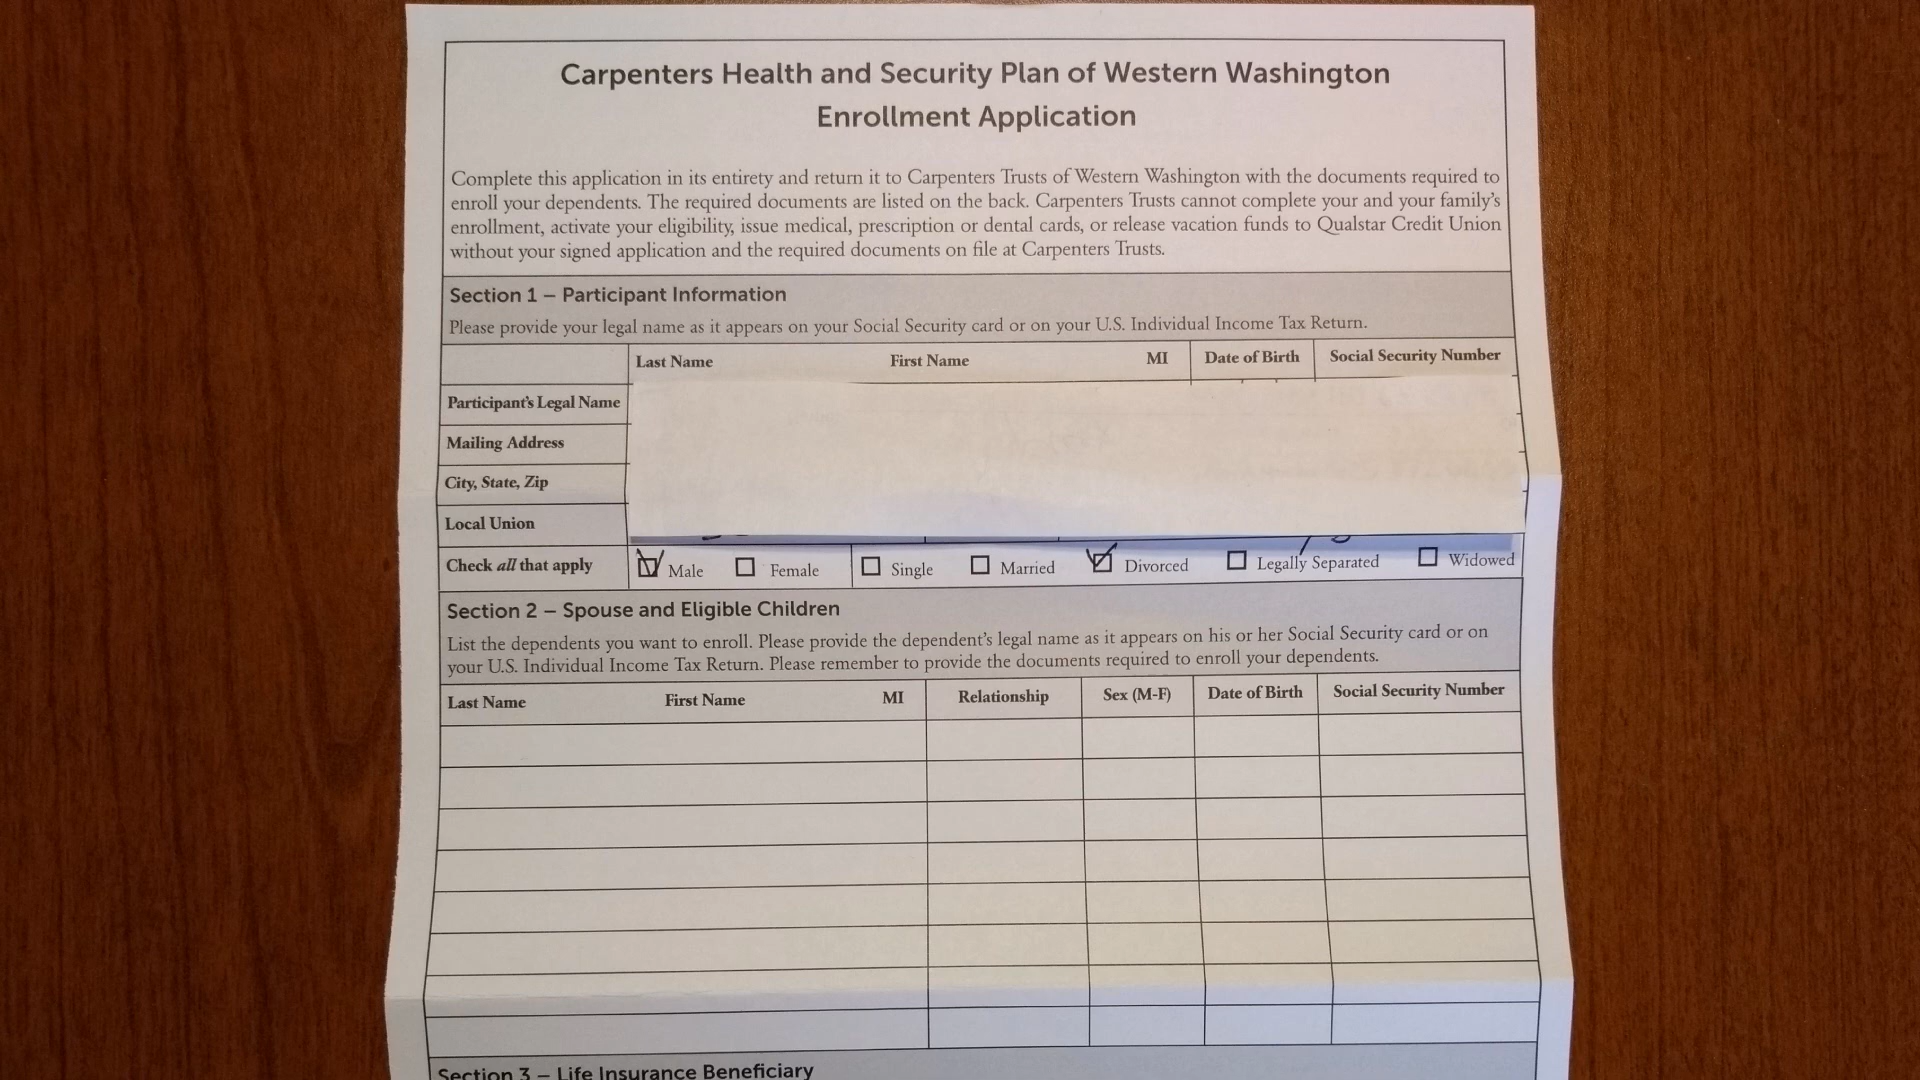 Carpenters Health and Security Plan of Western Washington
Enrollment Application
Complete this application in its entirety and return it to Carpenters Trusts of Western Washington with the documents required to
enroll your dependents. The required documents are listed on the back. Carpenters Trusts cannot complete your and your family's
enrollment, activate your eligibility, issue medical, prescription or dental cards, or release vacation funds to Qualstar Credit Union
without your signed application and the required documents on file at Carpenters Trusts.
Section 1 – Participant Information
Please provide your legal name as it appears on your Social Security card or on your U.S. Individual Income Tax Return.
Last Name First Name MI Date of Birth Social Security Number
Participant's Legal Name
Mailing Address
City, State, Zip
Local Union
Check all that apply Male Female Single Married Divorced Legally Separated Widowed
Section 2 – Spouse and Eligible Children
List the dependents you want to enroll. Please provide the dependent's legal name as it appears on his or her Social Security card or on
your U.S. Individual Income Tax Return. Please remember to provide the documents required to enroll your dependents.
Last Name First Name MI Relationship Sex (M-F) Date of Birth Social Security Number
Section 3 – Life Insurance Beneficiary